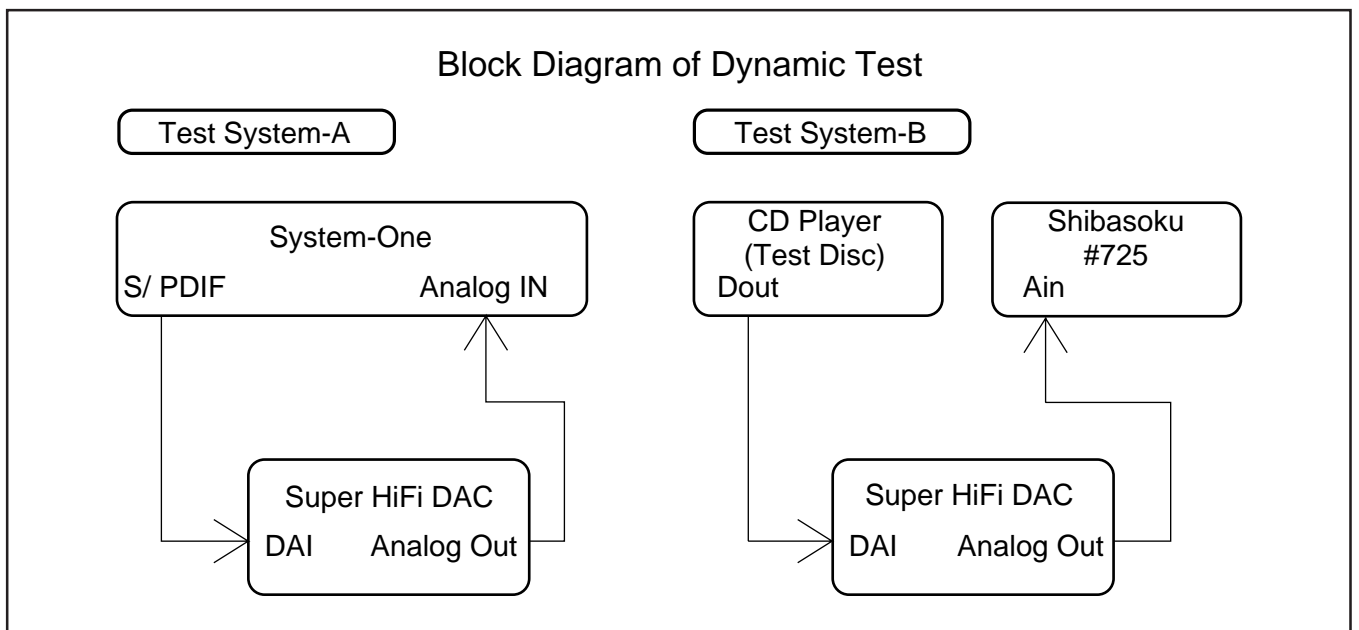 Block Diagram of Dynamic Test
Test System-A
System-One
S/ PDIF Analog IN
Super HiFi DAC
DAI Analog Out
Test System-B
CD Player
(Test Disc)
Dout
Shibasoku
#725
Ain
Super HiFi DAC
DAI Analog Out